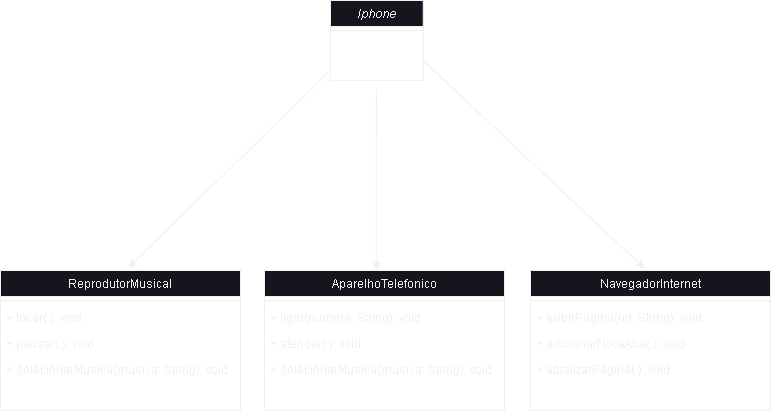 Iphone
ReprodutorMusical
+ tocar( ): void
+ pausar( ): void
+ selecionarMusica(musica: String): void
AparelhoTelefonico
+ ligar(numero: String): void
+ atender( ): void
+ selecionarMusica(musica: String): void
NavegadorInternet
+ exibirPagina(url: String): void
+ adicionarNovaAba( ): void
+ atualizarPagina( ): void